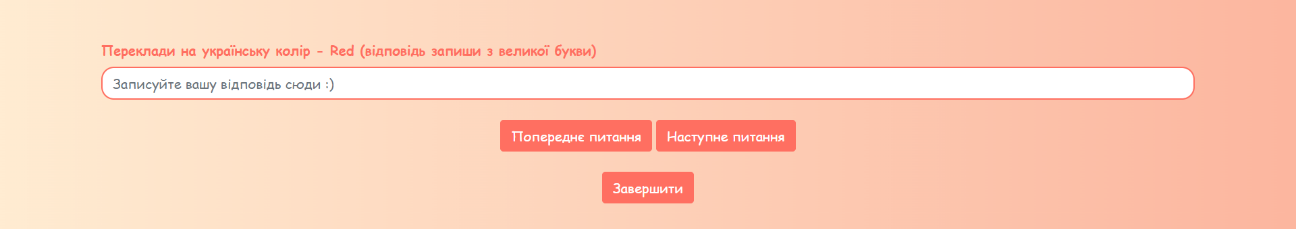 Переклади на українську колір - Red (відповідь запиши з великої букви)
Записуйте вашу відповідь сюди :)
Попереднє питання Наступне питання
Завершити